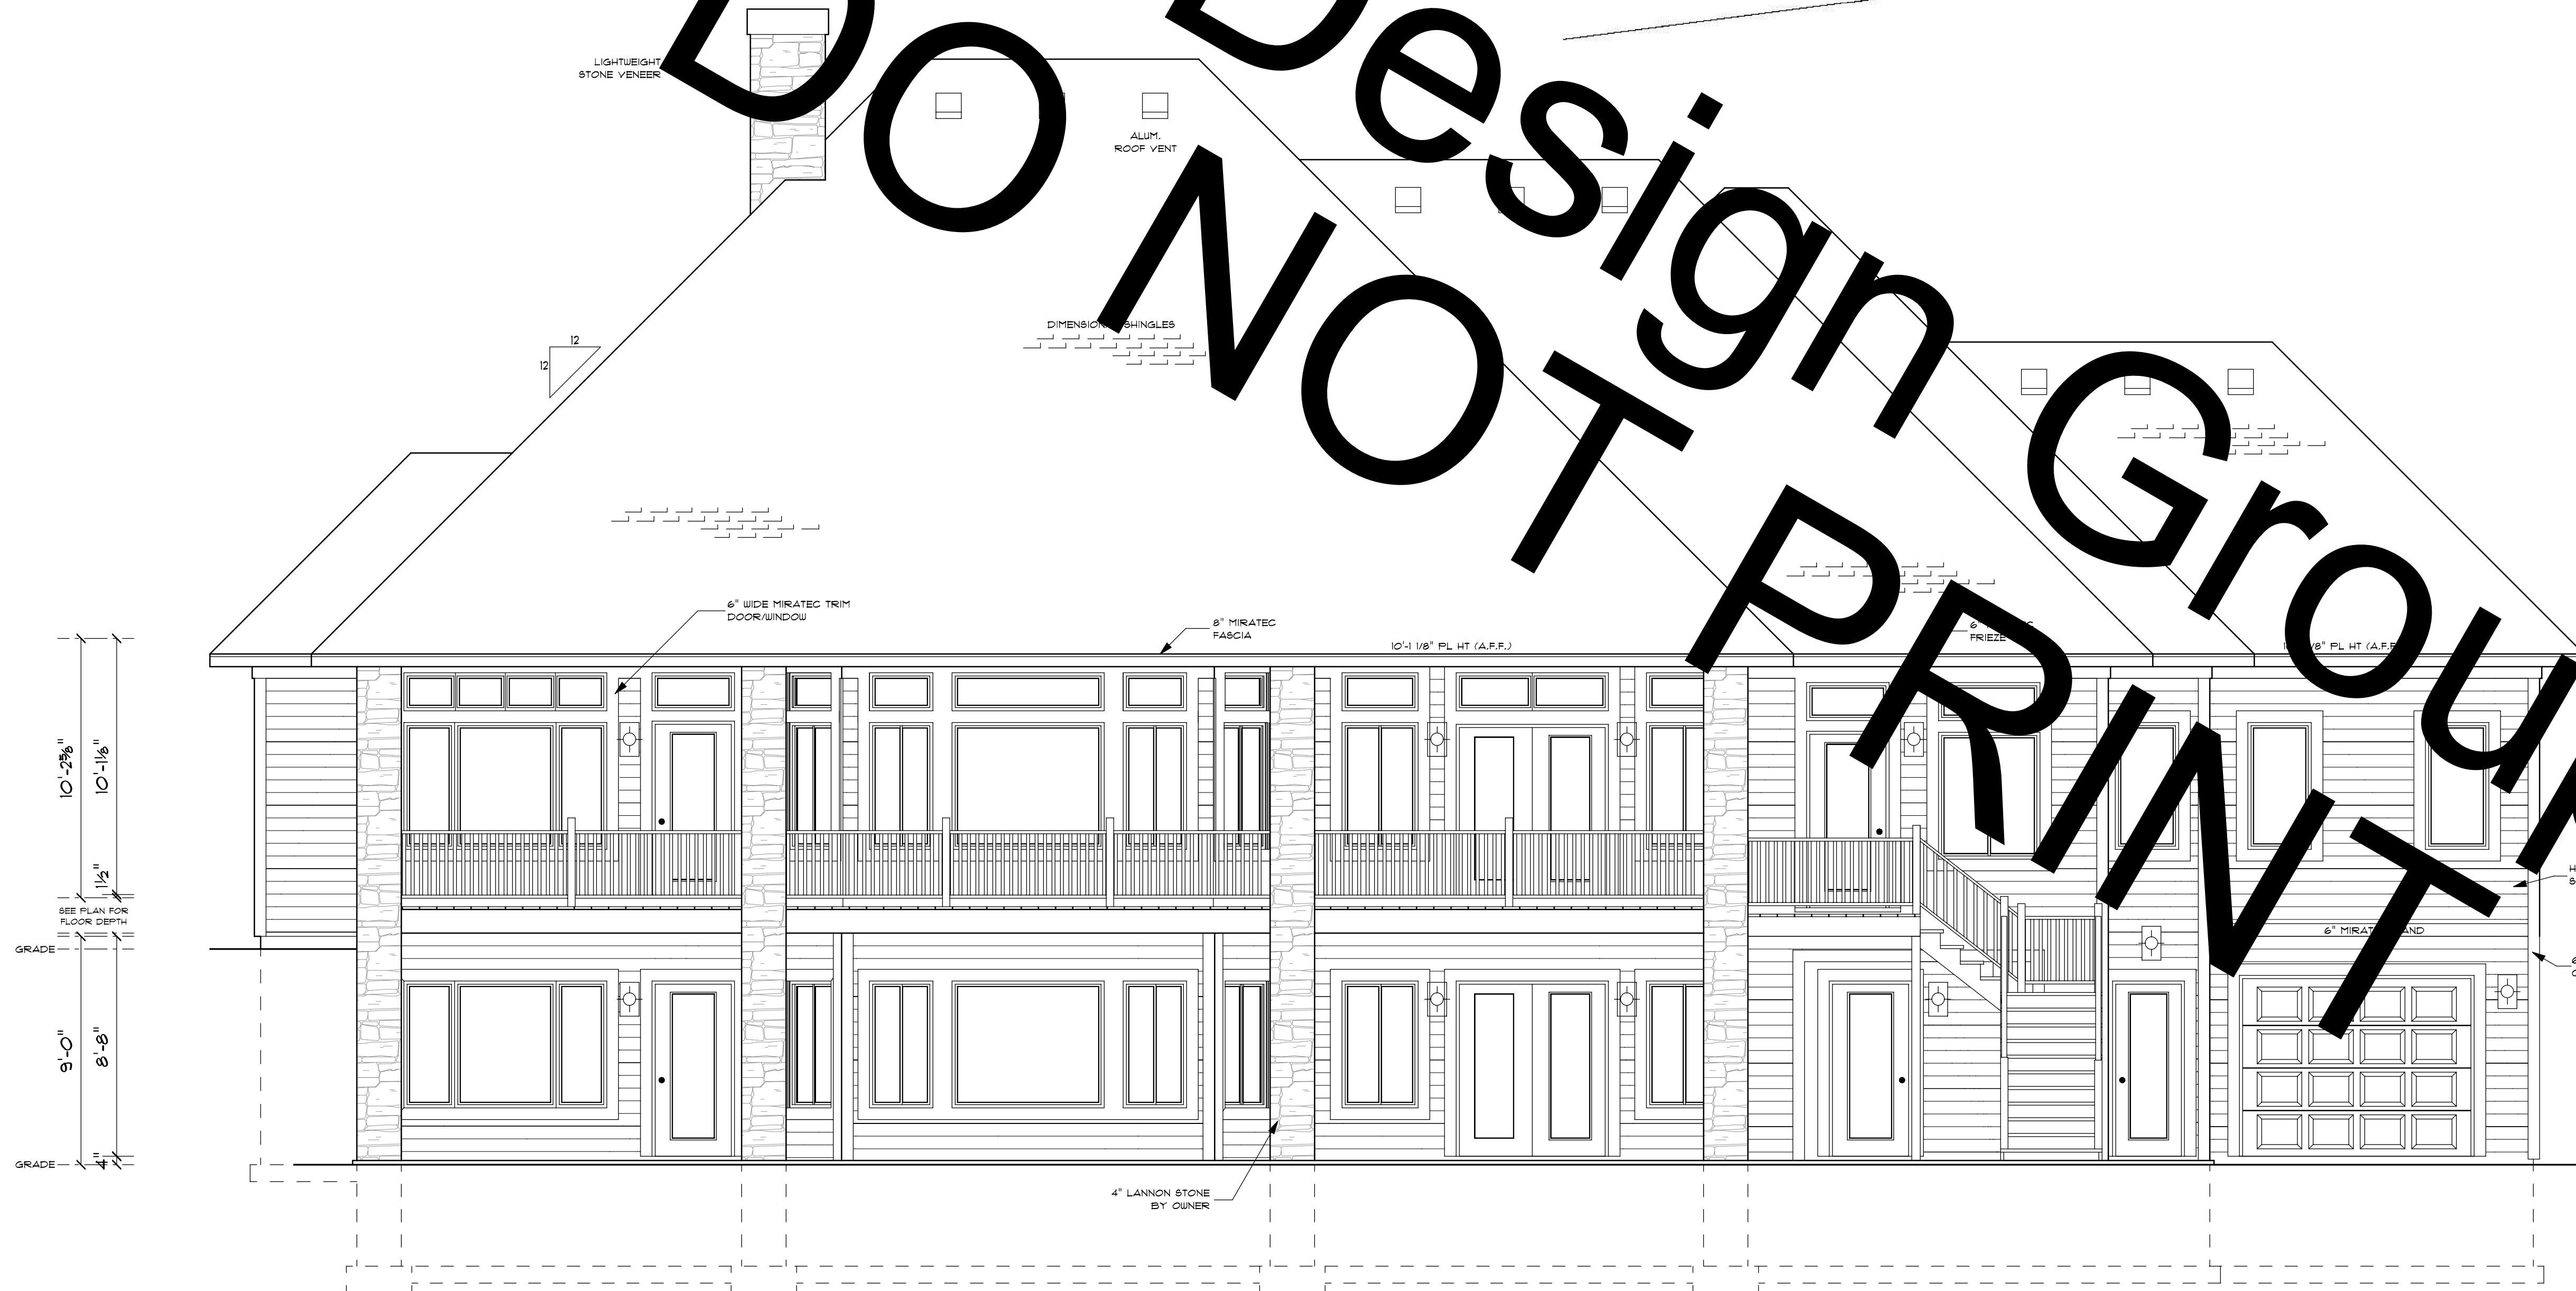 Design Grou
DO NOT PRINT
LIGHTWEIGHT
STONE VENEER
ALUM.
ROOF VENT
SHINGLES
12
12
6" WIDE MIRATEC TRIM
DOOR/WINDOW
8" MIRATEC
FASCIA
10'-1 1/8" PL HT (A.F.F.)
FRIEZE
PL HT
10'-2⅝"
10'-1⅛"
1½"
SEE PLAN FOR
FLOOR DEPTH
GRADE
6"
9'-0"
8'-8"
GRADE
4"
4" LANNON STONE
BY OWNER